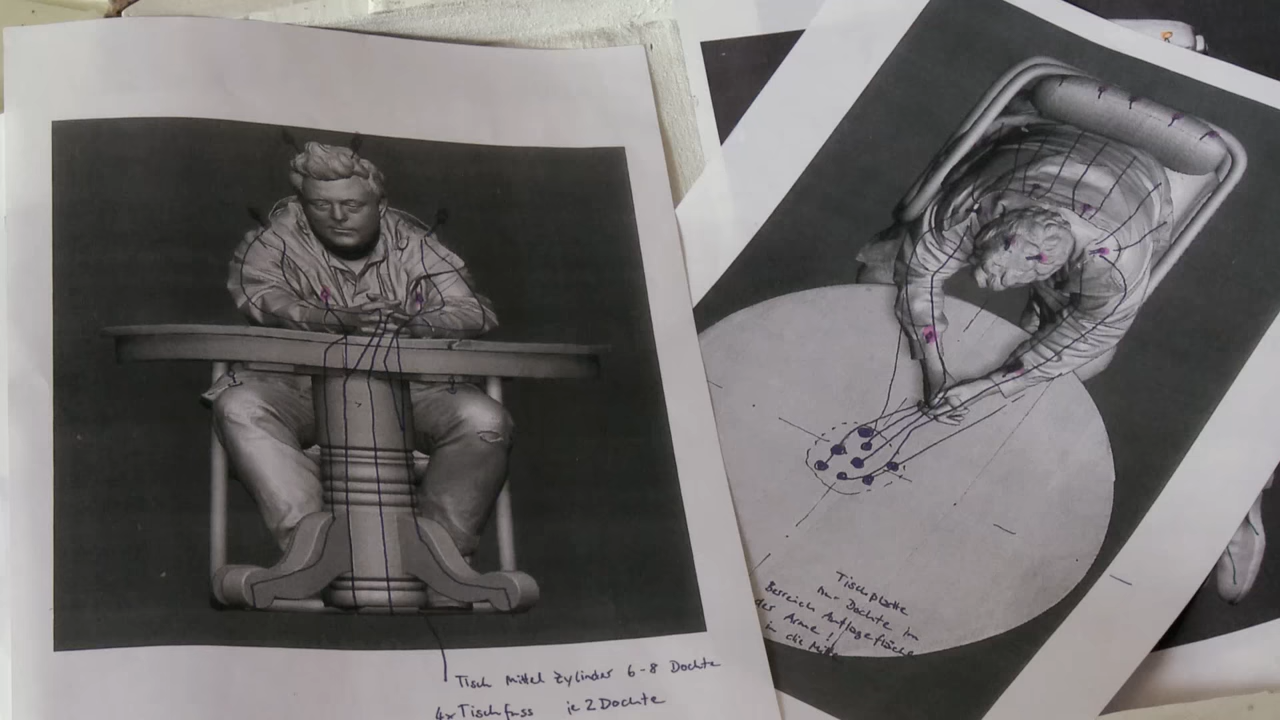 Tisch mittel Zylinder 6-8 Dochte
4x Tischfuss je 2 Dochte
Tischplatte
nur Dochte im
Bereich Auflagefläche
der Arme !
in die Mitte